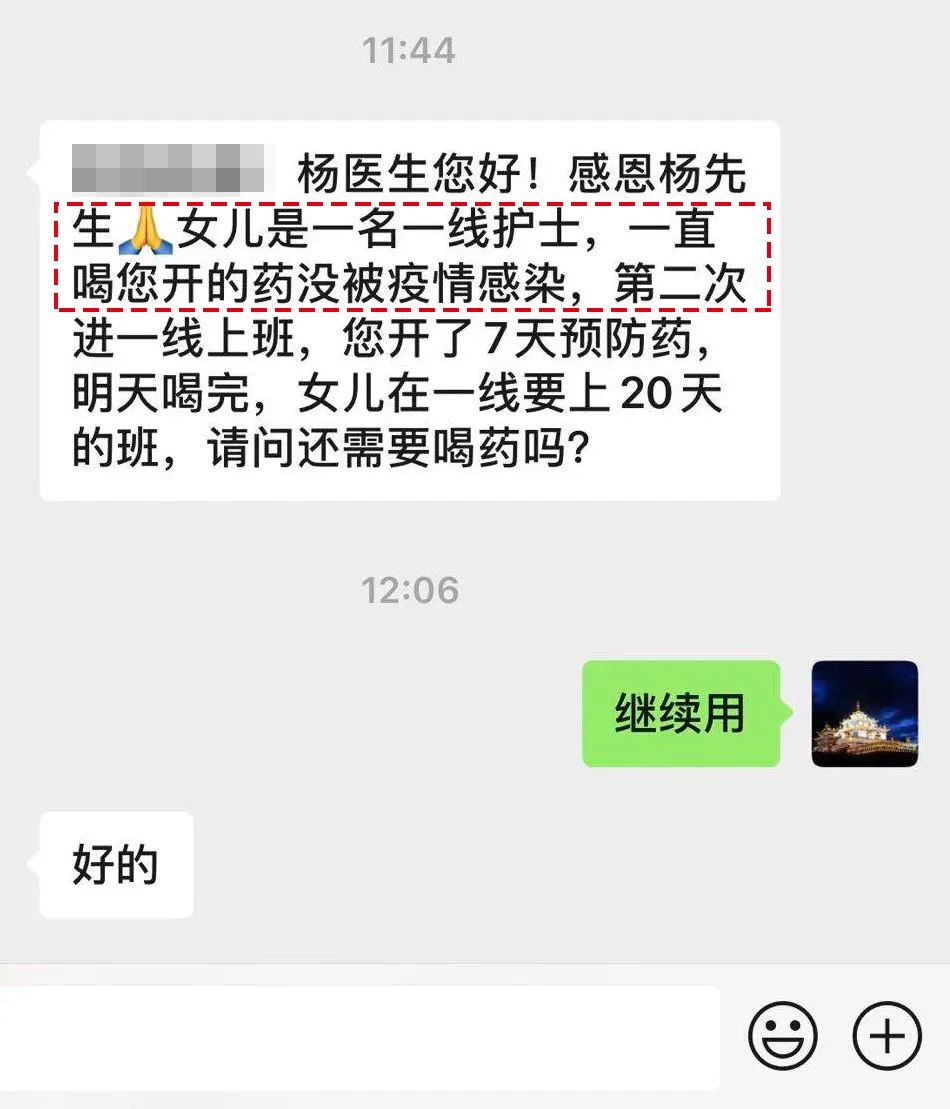 11:44
杨医生您好！感恩杨先
生🙏女儿是一名一线护士，一直
喝您开的药没被疫情感染，第二次
进一线上班，您开了7天预防药，
明天喝完，女儿在一线要上20天
的班，请问还需要喝药吗？
12:06
继续用
好的